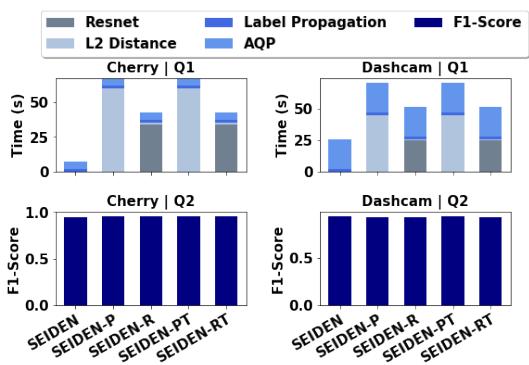 Resnet
Label Propagation
F1-Score
L2 Distance
AQP
Cherry | Q1
Dashcam | Q1
Time (s)
50
25
0
Time (s)
50
25
0
Cherry | Q2
Dashcam | Q2
F1-Score
1.0
0.5
0.0
F1-Score
0.5
0.0
SEIDEN
SEIDEN-P
SEIDEN-R
SEIDEN-PT
SEIDEN-RT
SEIDEN
SEIDEN-P
SEIDEN-R
SEIDEN-PT
SEIDEN-RT